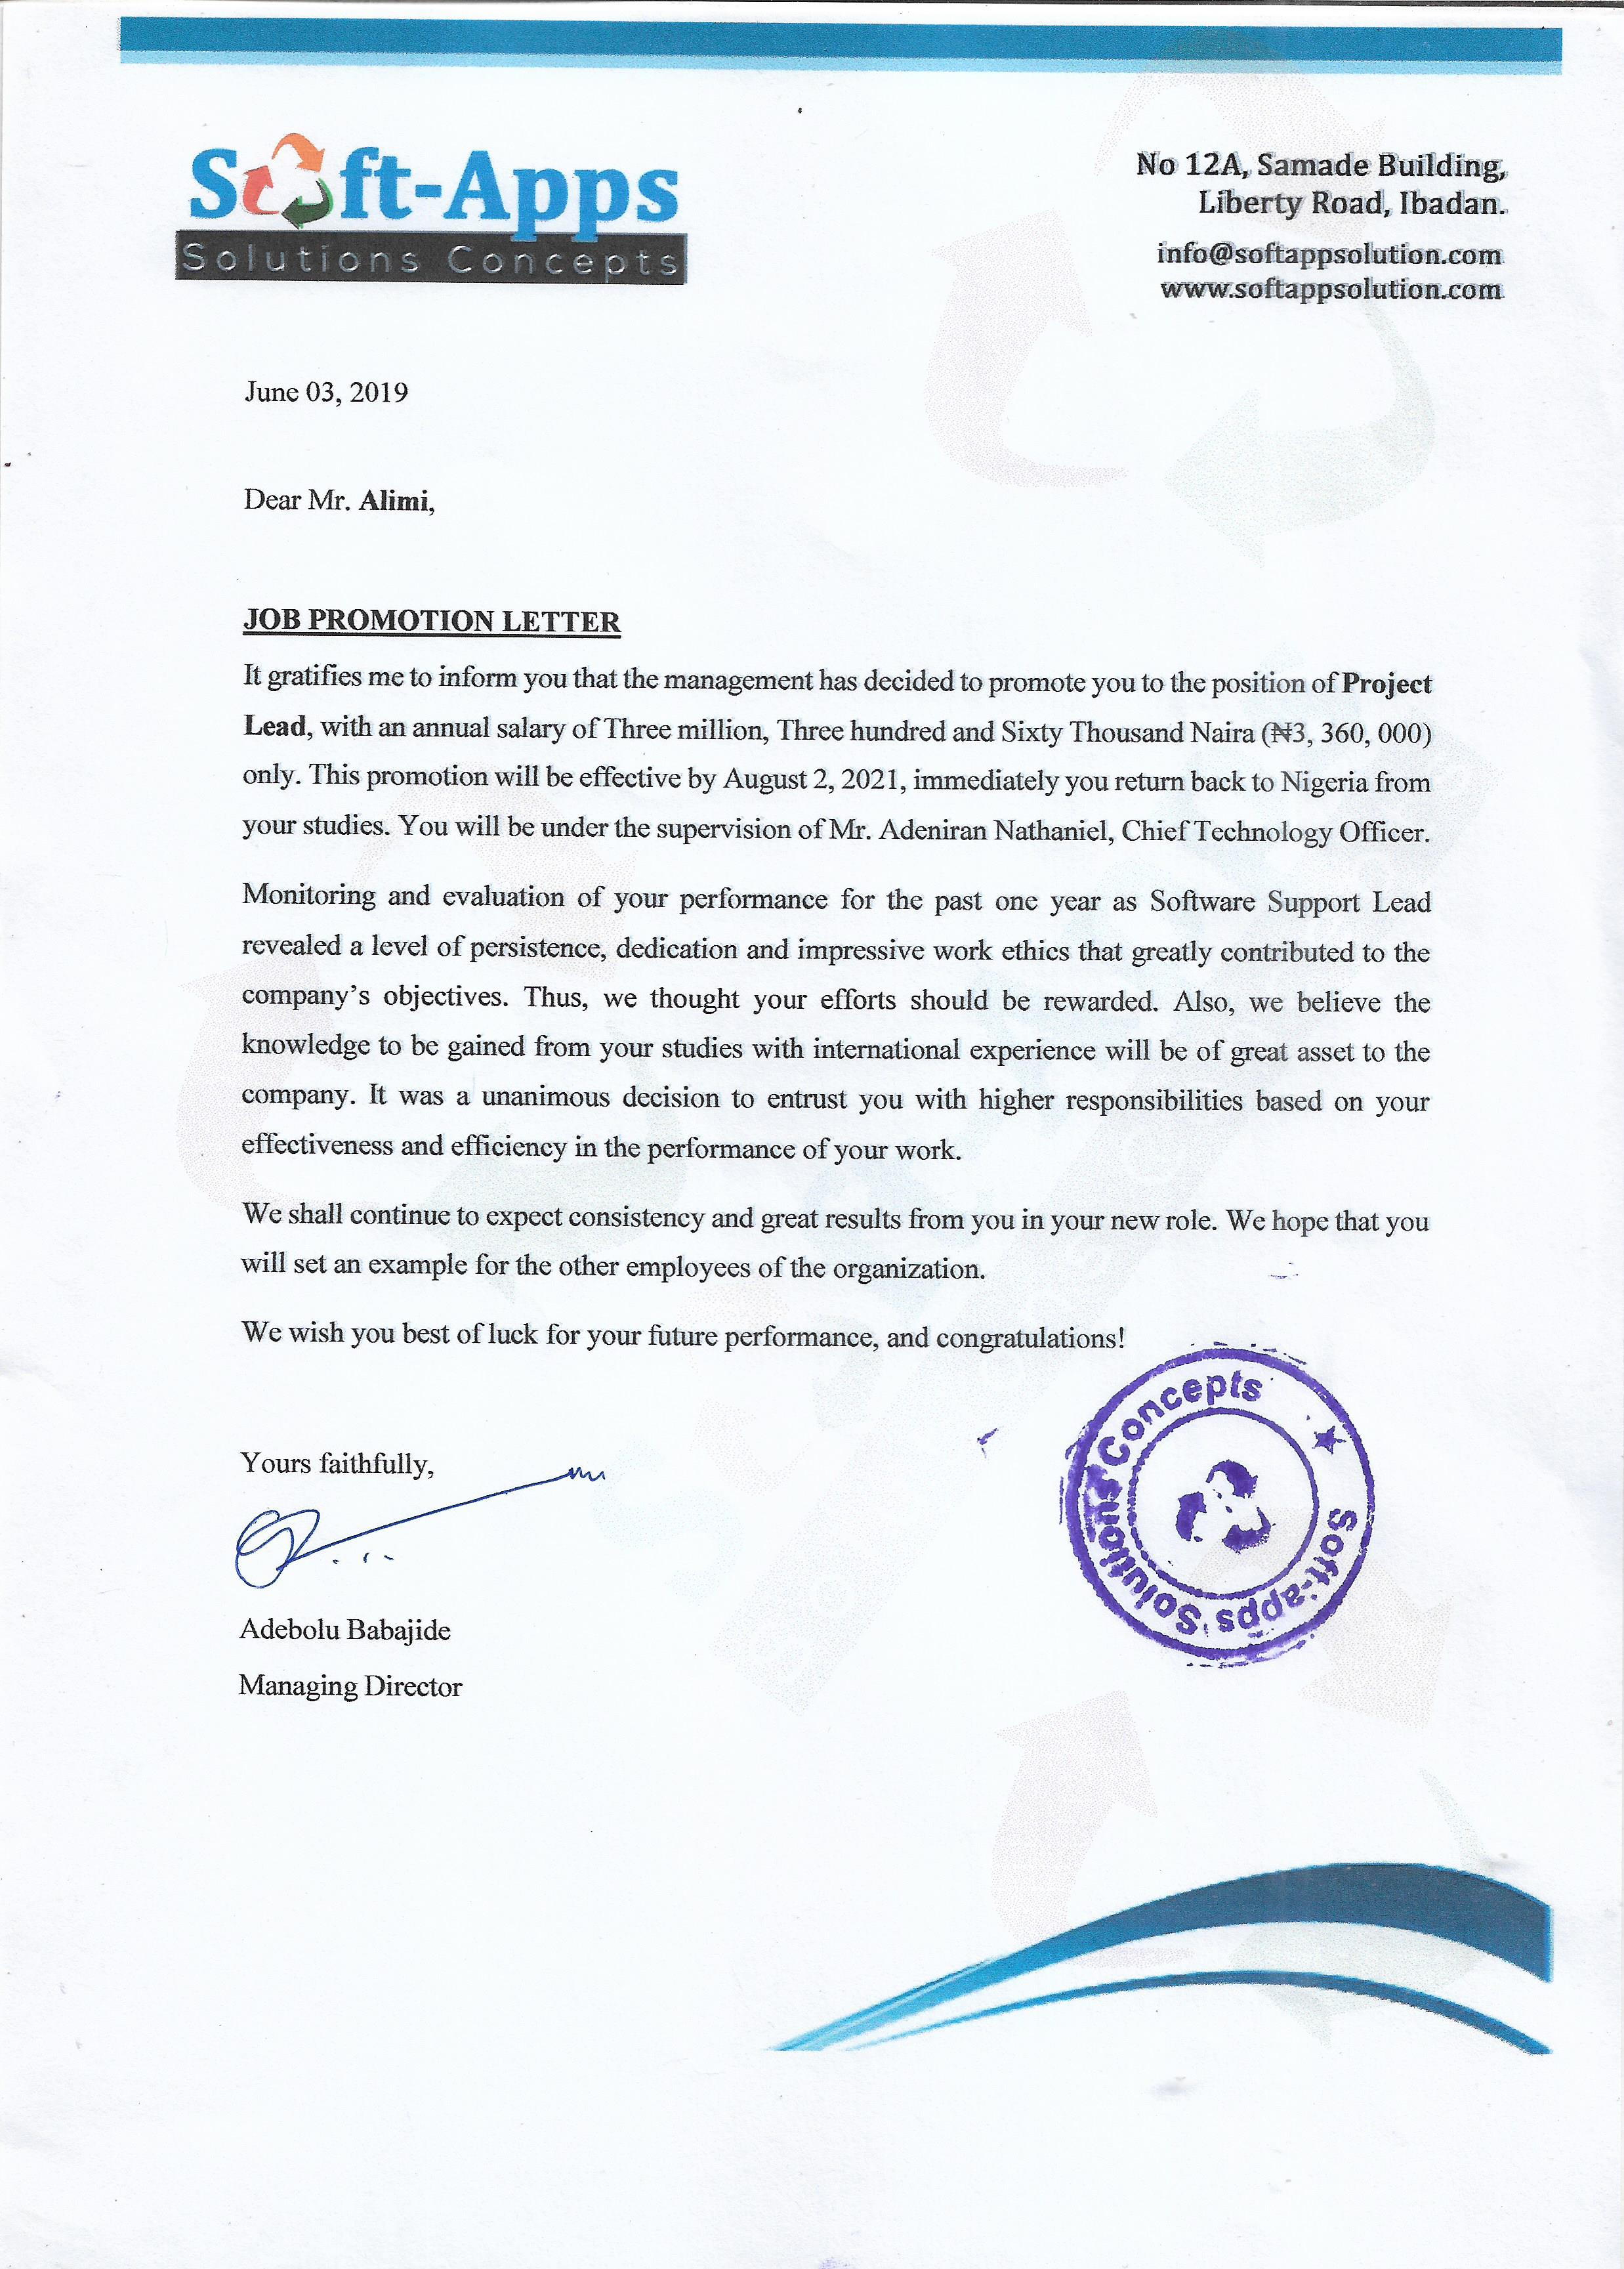 Soft-Apps
Solutions Concepts
No 12A, Samade Building,
Liberty Road, Ibadan.
info@softappsolution.com
www.softappsolution.com
June 03, 2019
Dear Mr. Alimi,
JOB PROMOTION LETTER
It gratifies me to inform you that the management has decided to promote you to the position of Project
Lead, with an annual salary of Three million, Three hundred and Sixty Thousand Naira (₦3, 360, 000)
only. This promotion will be effective by August 2, 2021, immediately you return back to Nigeria from
your studies. You will be under the supervision of Mr. Adeniran Nathaniel, Chief Technology Officer.
Monitoring and evaluation of your performance for the past one year as Software Support Lead
revealed a level of persistence, dedication and impressive work ethics that greatly contributed to the
company's objectives. Thus, we thought your efforts should be rewarded. Also, we believe the
knowledge to be gained from your studies with international experience will be of great asset to the
company. It was a unanimous decision to entrust you with higher responsibilities based on your
effectiveness and efficiency in the performance of your work.
We shall continue to expect consistency and great results from you in your new role. We hope that you
will set an example for the other employees of the organization.
We wish you best of luck for your future performance, and congratulations!
Yours faithfully,
Adebolu Babajide
Managing Director
Soft-apps Solutions Concepts